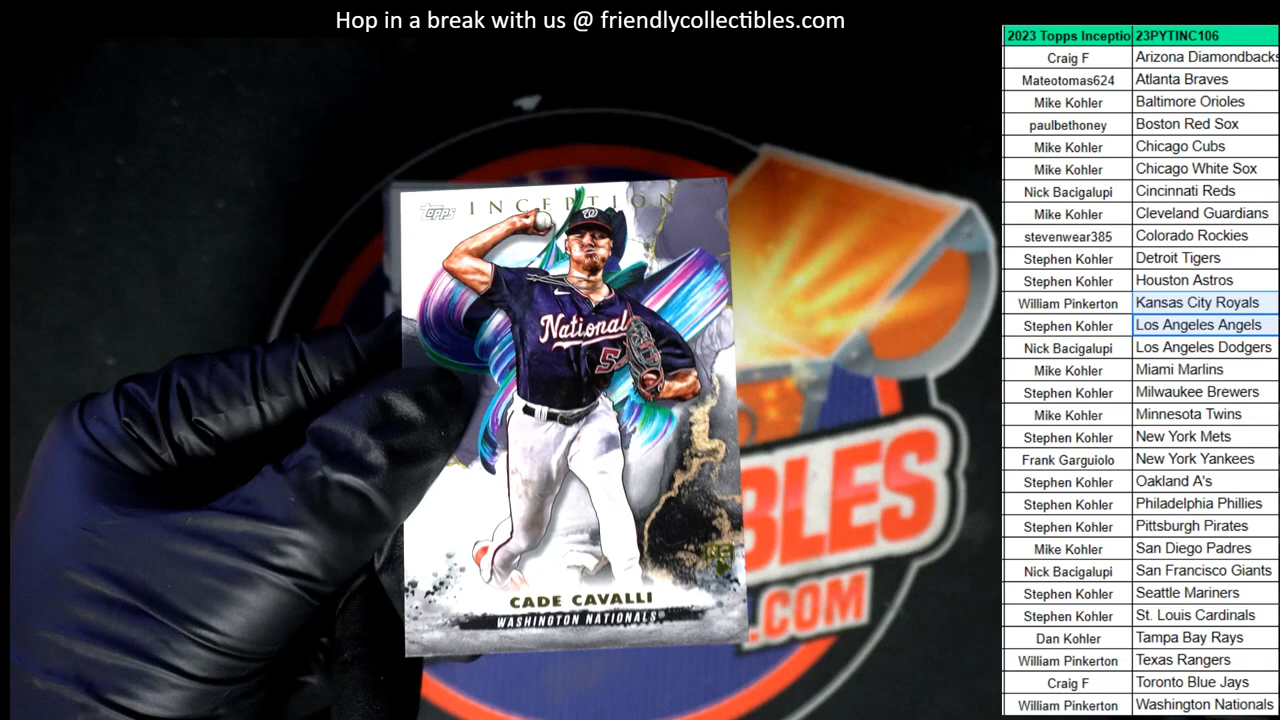 Hop in a break with us @ friendlycollectibles.com
2023 Topps Inceptio 23PYTINC106
Craig F Arizona Diamondbacks
Mateotomas624 Atlanta Braves
Mike Kohler Baltimore Orioles
paulbethoney Boston Red Sox
Mike Kohler Chicago Cubs
Mike Kohler Chicago White Sox
Nick Bacigalupi Cincinnati Reds
Mike Kohler Cleveland Guardians
stevenwear385 Colorado Rockies
Stephen Kohler Detroit Tigers
Stephen Kohler Houston Astros
William Pinkerton Kansas City Royals
Stephen Kohler Los Angeles Angels
Nick Bacigalupi Los Angeles Dodgers
Mike Kohler Miami Marlins
Stephen Kohler Milwaukee Brewers
Mike Kohler Minnesota Twins
Stephen Kohler New York Mets
Frank Garguiolo New York Yankees
Stephen Kohler Oakland A's
Stephen Kohler Philadelphia Phillies
Stephen Kohler Pittsburgh Pirates
Mike Kohler San Diego Padres
Nick Bacigalupi San Francisco Giants
Stephen Kohler Seattle Mariners
Stephen Kohler St. Louis Cardinals
Dan Kohler Tampa Bay Rays
William Pinkerton Texas Rangers
Craig F Toronto Blue Jays
William Pinkerton Washington Nationals
Topps INCEPTION
W
Nationals
5
RC
CADE CAVALLI
WASHINGTON NATIONALS®
BLES
.COM